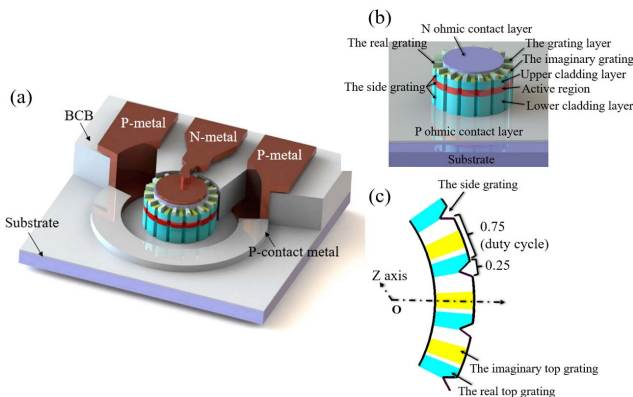 (a)
BCB
P-metal
N-metal
P-metal
Substrate
P-contact metal
(b)
N ohmic contact layer
The real grating
The grating layer
The imaginary grating
The side grating
Upper cladding layer
Active region
Lower cladding layer
P ohmic contact layer
Substrate
(c)
The side grating
0.75
(duty cycle)
0.25
Z axis
O
The imaginary top grating
The real top grating